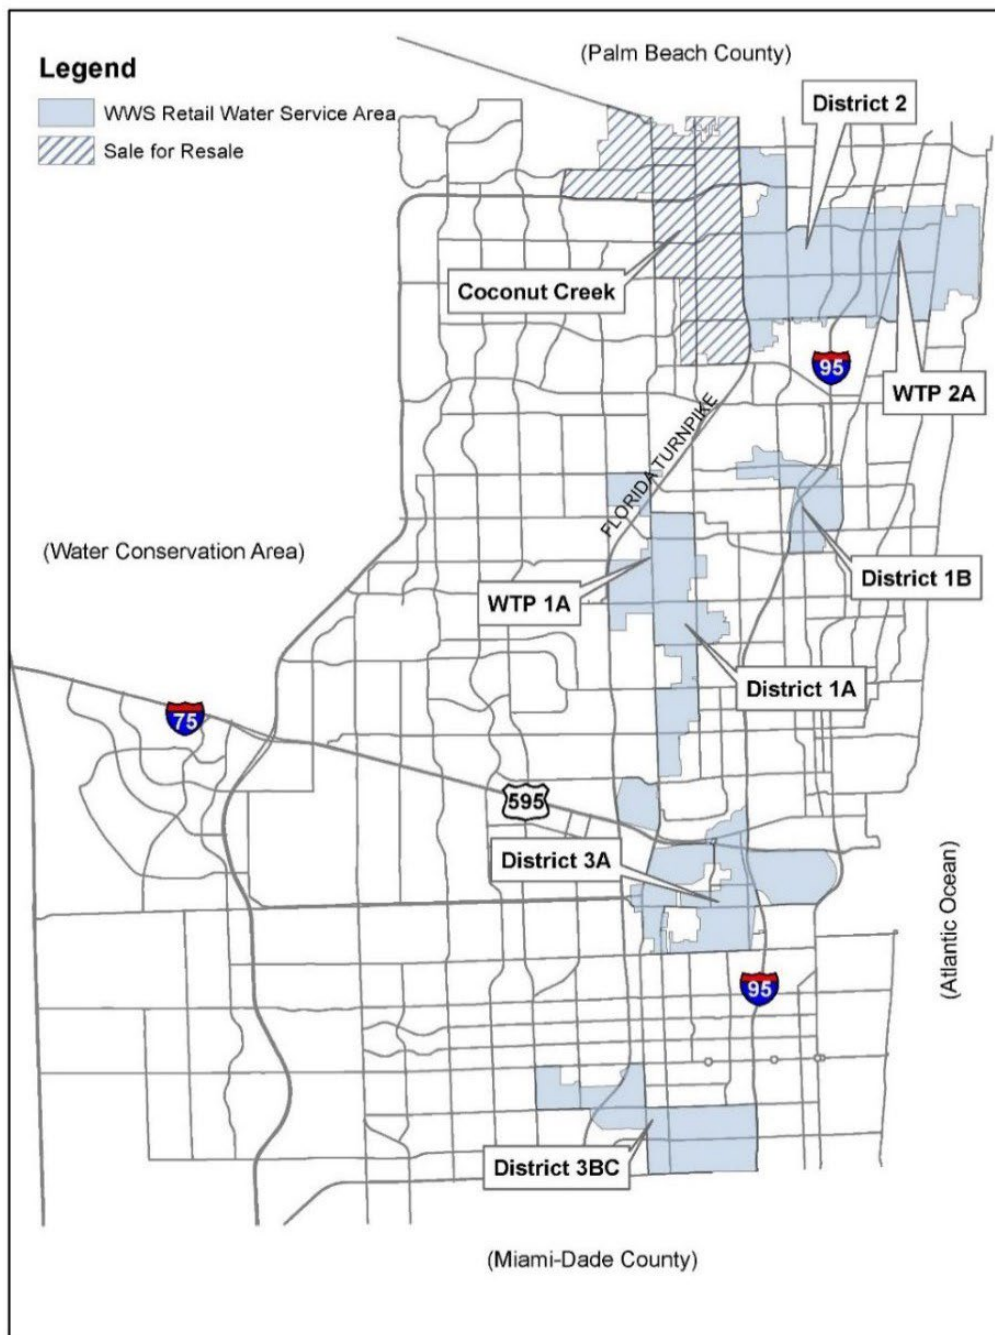 (Palm Beach County)
Legend
WWS Retail Water Service Area
Sale for Resale
District 2
Coconut Creek
95
WTP 2A
FLORIDA TURNPIKE
(Water Conservation Area)
District 1B
WTP 1A
District 1A
75
595
District 3A
(Atlantic Ocean)
95
District 3BC
(Miami-Dade County)